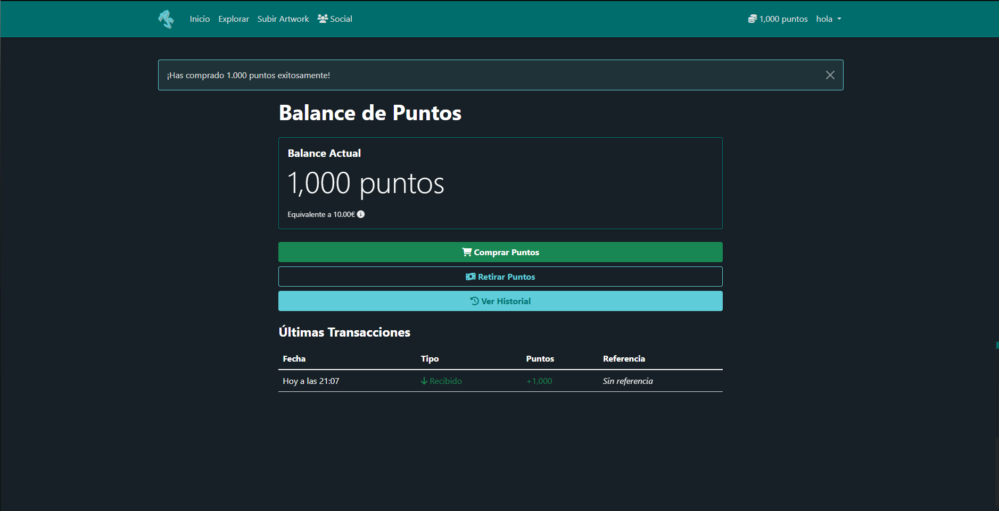 Inicio Explorar Subir Artwork Social 1,000 puntos hola
¡Has comprado 1.000 puntos exitosamente!
Balance de Puntos
Balance Actual
1,000 puntos
Equivalente a 10.00€
Comprar Puntos
Retirar Puntos
Ver Historial
Últimas Transacciones
Fecha Tipo Puntos Referencia
Hoy a las 21:07 Recibido +1,000 Sin referencia